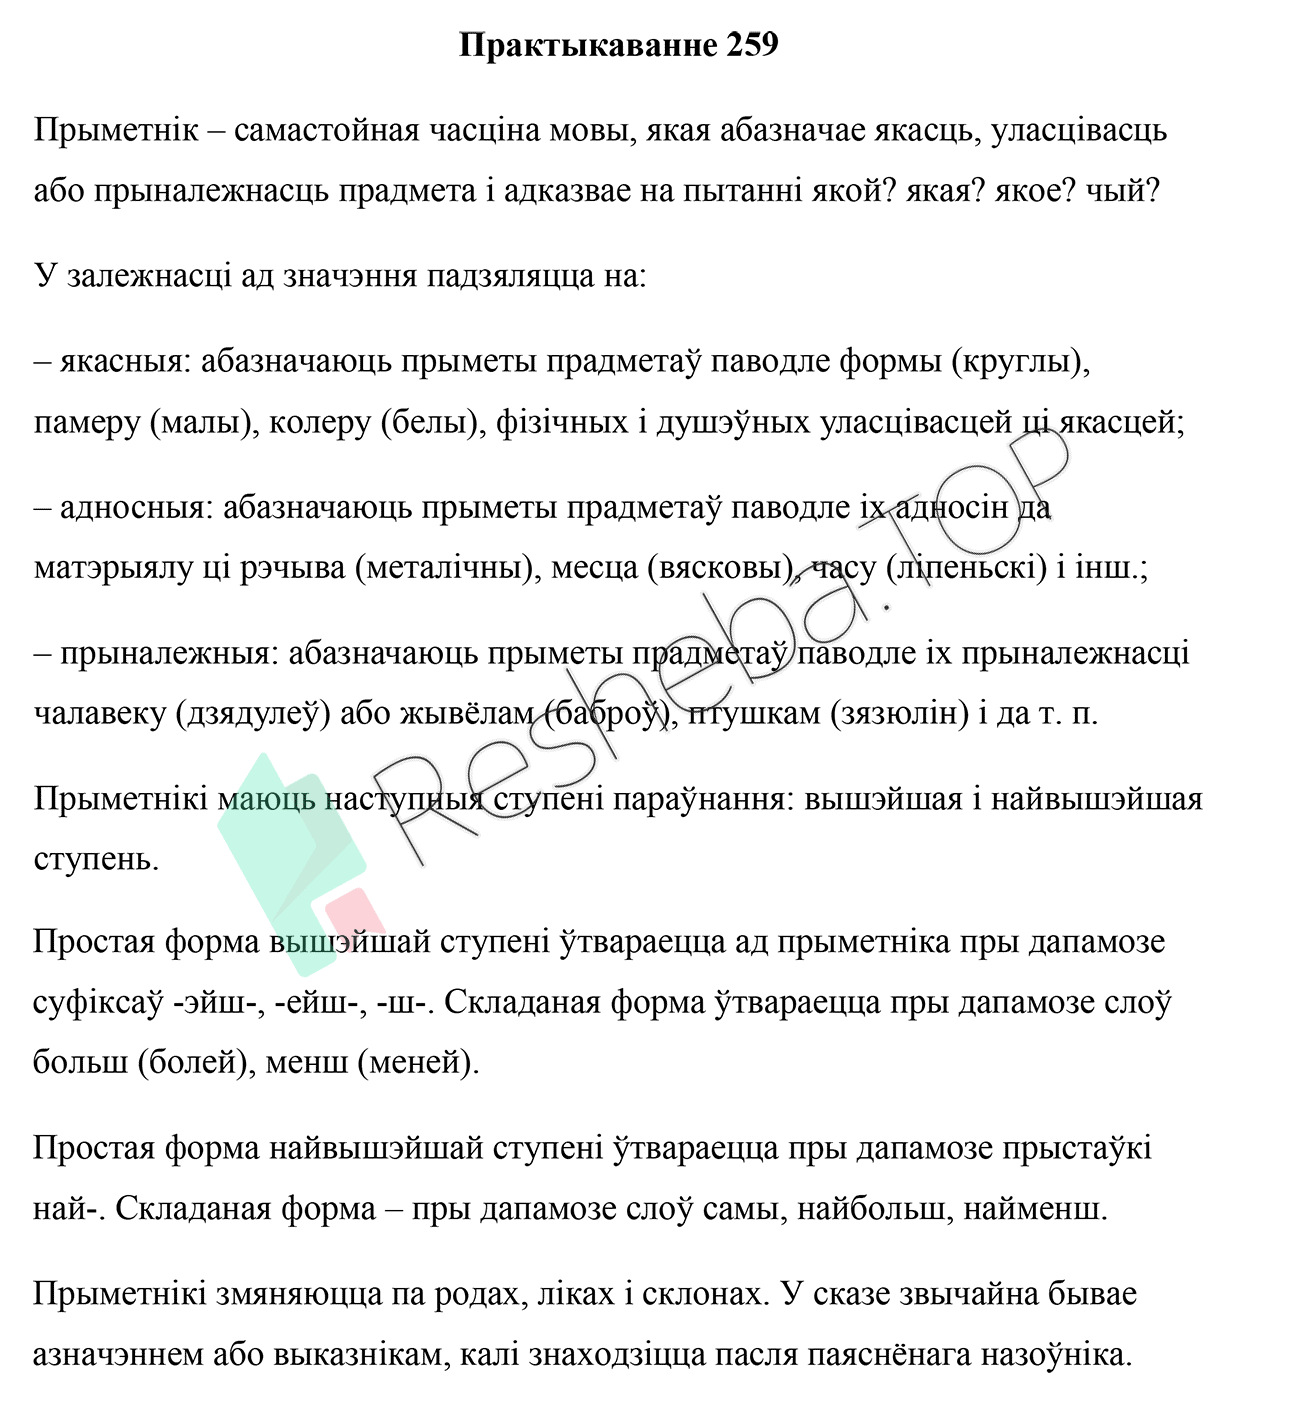 Практыкаванне 259
Прыметнік – самастойная часціна мовы, якая абазначае якасць, уласцівасць
або прыналежнасць прадмета і адказвае на пытанні якой? якая? якое? чый?
У залежнасці ад значэння падзяляцца на:
– якасныя: абазначаюць прыметы прадметаў паводле формы (круглы),
памеру (малы), колеру (белы), фізічных і душэўных уласцівасцей ці якасцей;
– адносныя: абазначаюць прыметы прадметаў паводле іх адносін да
матэрыялу ці рэчыва (металічны), месца (вясковы), часу (ліпеньскі) і інш.;
– прыналежныя: абазначаюць прыметы прадметаў паводле іх прыналежнасці
чалавеку (дзядулеў) або жывёлам (баброў), птушкам (зязюлін) і да т. п.
Прыметнікі маюць наступныя ступені параўнання: вышэйшая і найвышэйшая
ступень.
Простая форма вышэйшай ступені ўтвараецца ад прыметніка пры дапамозе
суфіксаў -эйш-, -ейш-, -ш-. Складаная форма ўтвараецца пры дапамозе слоў
больш (болей), менш (меней).
Простая форма найвышэйшай ступені ўтвараецца пры дапамозе прыстаўкі
най-. Складаная форма – пры дапамозе слоў самы, найбольш, найменш.
Прыметнікі змяняюцца па родах, ліках і склонах. У сказе звычайна бывае
азначэннем або выказнікам, калі знаходзіцца пасля паяснёнага назоўніка.
Resheba.TOP